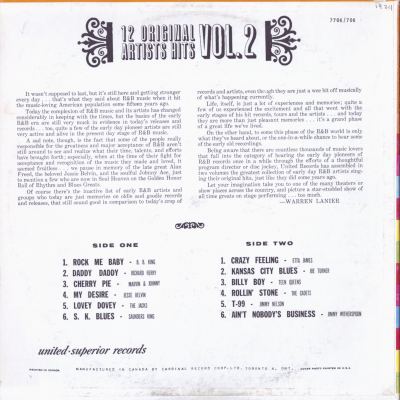 7706/706
12 ORIGINAL
ARTISTS HITS VOL. 2
It wasn't supposed to last, but it's still here and getting stronger
every day . . . that's what they said about R&B music when it hit
the music-loving American population some fifteen years ago.
Today the complexion of R&B music and its artists has changed
considerably in keeping with the times, but the basics of the early
R&B era are still very much in evidence in today's releases and
records . . . too, quite a few of the early day pioneer artists are still
very active and alive in the present day stage of R&B music.
A sad note, though, is the fact that some of the people really
responsible for the greatness and major acceptance of R&B aren't
still around to see and realize what their time, talents, and efforts
have brought forth; especially, when at the time of their fight for
acceptance and recognition of the music they made and loved, it
seemed fruitless . . . we pause in memory of the late great Alan
Freed, the beloved Jessie Belvin, and the soulful Johnny Ace, just
to mention a few who are now in Soul Heaven on the Golden Honor
Roll of Rhythm and Blues Greats.
Of course there's the inactive list of early R&B artists and
groups who today are just memories on oldie and goodie records
and releases, that still sound great in comparison to today's crop of
records and artists, even though they are just a wee bit off musically
of what's happening currently.
Life, itself, is just a lot of experiences and memories; quite a
few of us experienced the excitement and all that went with the
early stages of his hit records, tours and the artists . . . and today
they are more than just pleasant memories . . . it's a grand phase
of a great life we've lived.
On the other hand, to some this phase of the R&B world is only
what they've heard about, or the one-in-a-while experience of hearing
of the early aid recordings.
Being aware that there are countless thousands of music lovers
that fall into the category of hearing the early day pioneers of
R&B records once in a while through the efforts of a thoughtful
program director or disc jockey, United Records has assembled in
two volumes the greatest collection of early day R&B artists sing-
ing their original hits, just like they did some years ago.
Let your imagination take you to one of the many theaters or
show places across the country, and picture a star-studded show of
all time greats on stage performing . . . too much.
—WARREN LANIER
SIDE ONE
1. ROCK ME BABY - B. B. KING
2. DADDY DADDY - RICHARD BERRY
3. CHERRY PIE - MARVIN & JOHNNY
4. MY DESIRE - JESSE BELVIN
5. LOVEY DOVEY - THE JACKS
6. S. K. BLUES - SAUNDERS KING
SIDE TWO
1. CRAZY FEELING - ETTA JAMES
2. KANSAS CITY BLUES - JOE TURNER
3. BILLY BOY - TEEN QUEENS
4. ROLLIN' STONE - THE CADETS
5. T-99 - JIMMY NELSON
6. AIN'T NOBODY'S BUSINESS - JIMMY WITHERSPOON
united-superior records
MANUFACTURED IN CANADA BY CARDINAL RECORD CORP. LTD., TORONTO 4, ONT.